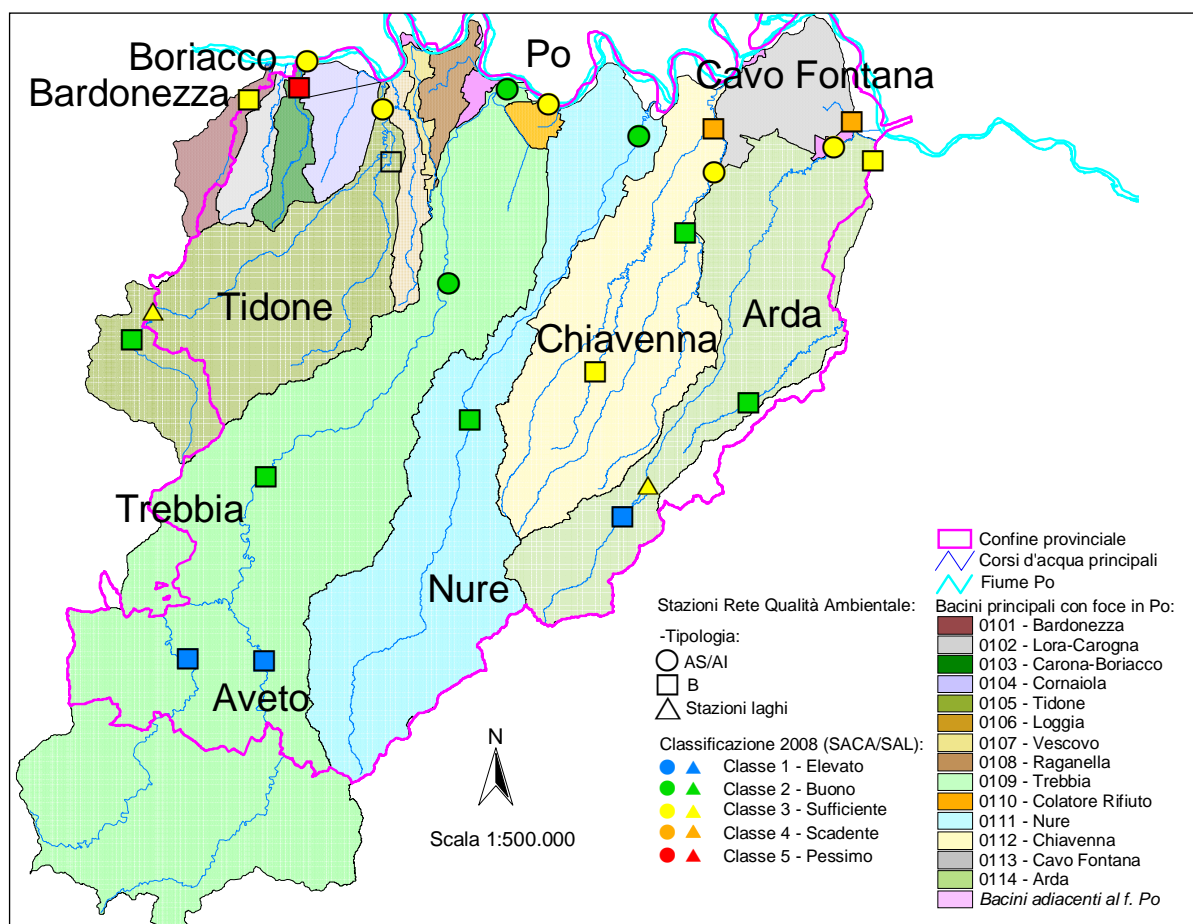 Boriacco
Po
Cavo Fontana
Bardonezza
Tidone
Chiavenna
Arda
Trebbia
Nure
Aveto
N
Scala 1:500.000
Stazioni Rete Qualità Ambientale:
-Tipologia:
AS/AI
B
Stazioni laghi
Classificazione 2008 (SACA/SAL):
Classe 1 - Elevato
Classe 2 - Buono
Classe 3 - Sufficiente
Classe 4 - Scadente
Classe 5 - Pessimo
Confine provinciale
Corsi d'acqua principali
Fiume Po
Bacini principali con foce in Po:
0101 - Bardonezza
0102 - Lora-Carogna
0103 - Carona-Boriacco
0104 - Cornaiola
0105 - Tidone
0106 - Loggia
0107 - Vescovo
0108 - Raganella
0109 - Trebbia
0110 - Colatore Rifiuto
0111 - Nure
0112 - Chiavenna
0113 - Cavo Fontana
0114 - Arda
Bacini adiacenti al f. Po